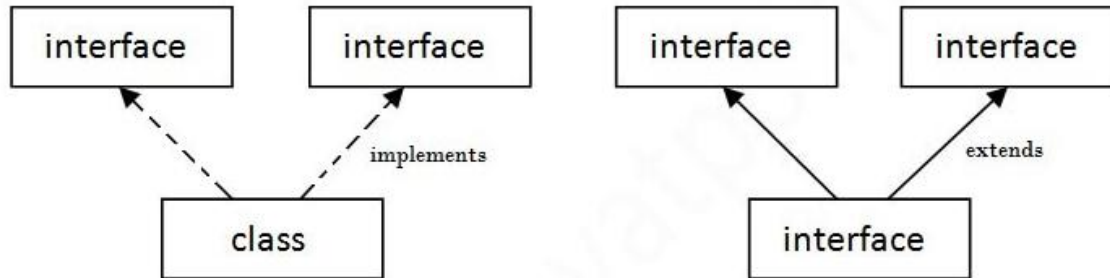 interface interface interface interface
implements extends
class interface